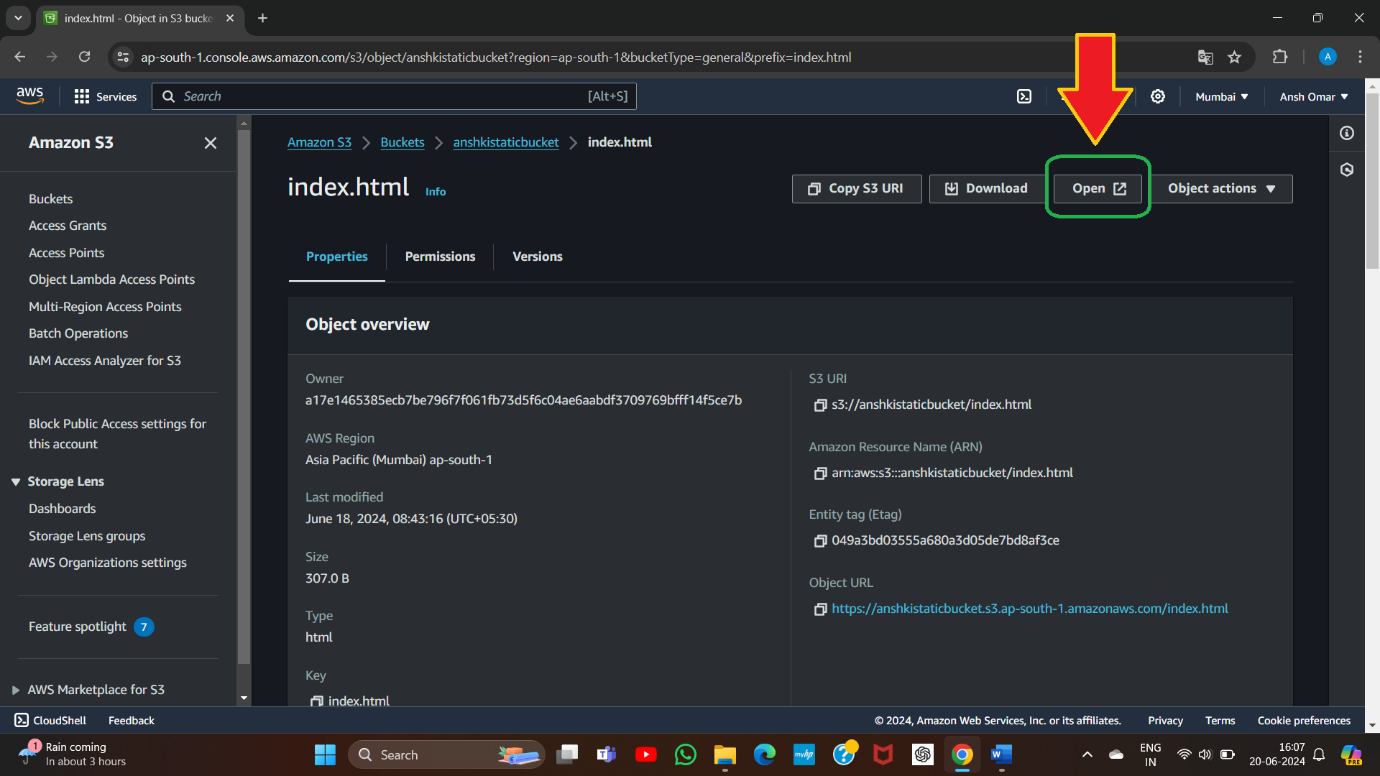 index.html - Object in S3 bucke
ap-south-1.console.aws.amazon.com/s3/object/anshkistaticbucket?region=ap-south-1&bucketType=general&prefix=index.html
aws Services Search [Alt+S] Mumbai Ansh Omar
Amazon S3
Buckets
Access Grants
Access Points
Object Lambda Access Points
Multi-Region Access Points
Batch Operations
IAM Access Analyzer for S3
Block Public Access settings for
this account
Storage Lens
Dashboards
Storage Lens groups
AWS Organizations settings
Feature spotlight 7
AWS Marketplace for S3
Amazon S3 Buckets anshkistaticbucket index.html
index.html Info
Copy S3 URI Download Open Object actions
Properties Permissions Versions
Object overview
Owner
a17e1465385ecb7be796f7f061fb73d5f6c04ae6aabdf3709769bfff14f5ce7b
AWS Region
Asia Pacific (Mumbai) ap-south-1
Last modified
June 18, 2024, 08:43:16 (UTC+05:30)
Size
307.0 B
Type
html
Key
index.html
S3 URI
s3://anshkistaticbucket/index.html
Amazon Resource Name (ARN)
arn:aws:s3:::anshkistaticbucket/index.html
Entity tag (Etag)
049a3bd03555a680a3d05de7bd8af3ce
Object URL
https://anshkistaticbucket.s3.ap-south-1.amazonaws.com/index.html
CloudShell Feedback © 2024, Amazon Web Services, Inc. or its affiliates. Privacy Terms Cookie preferences
1 Rain coming
In about 3 hours
Search
ENG
IN
16:07
20-06-2024
PRE